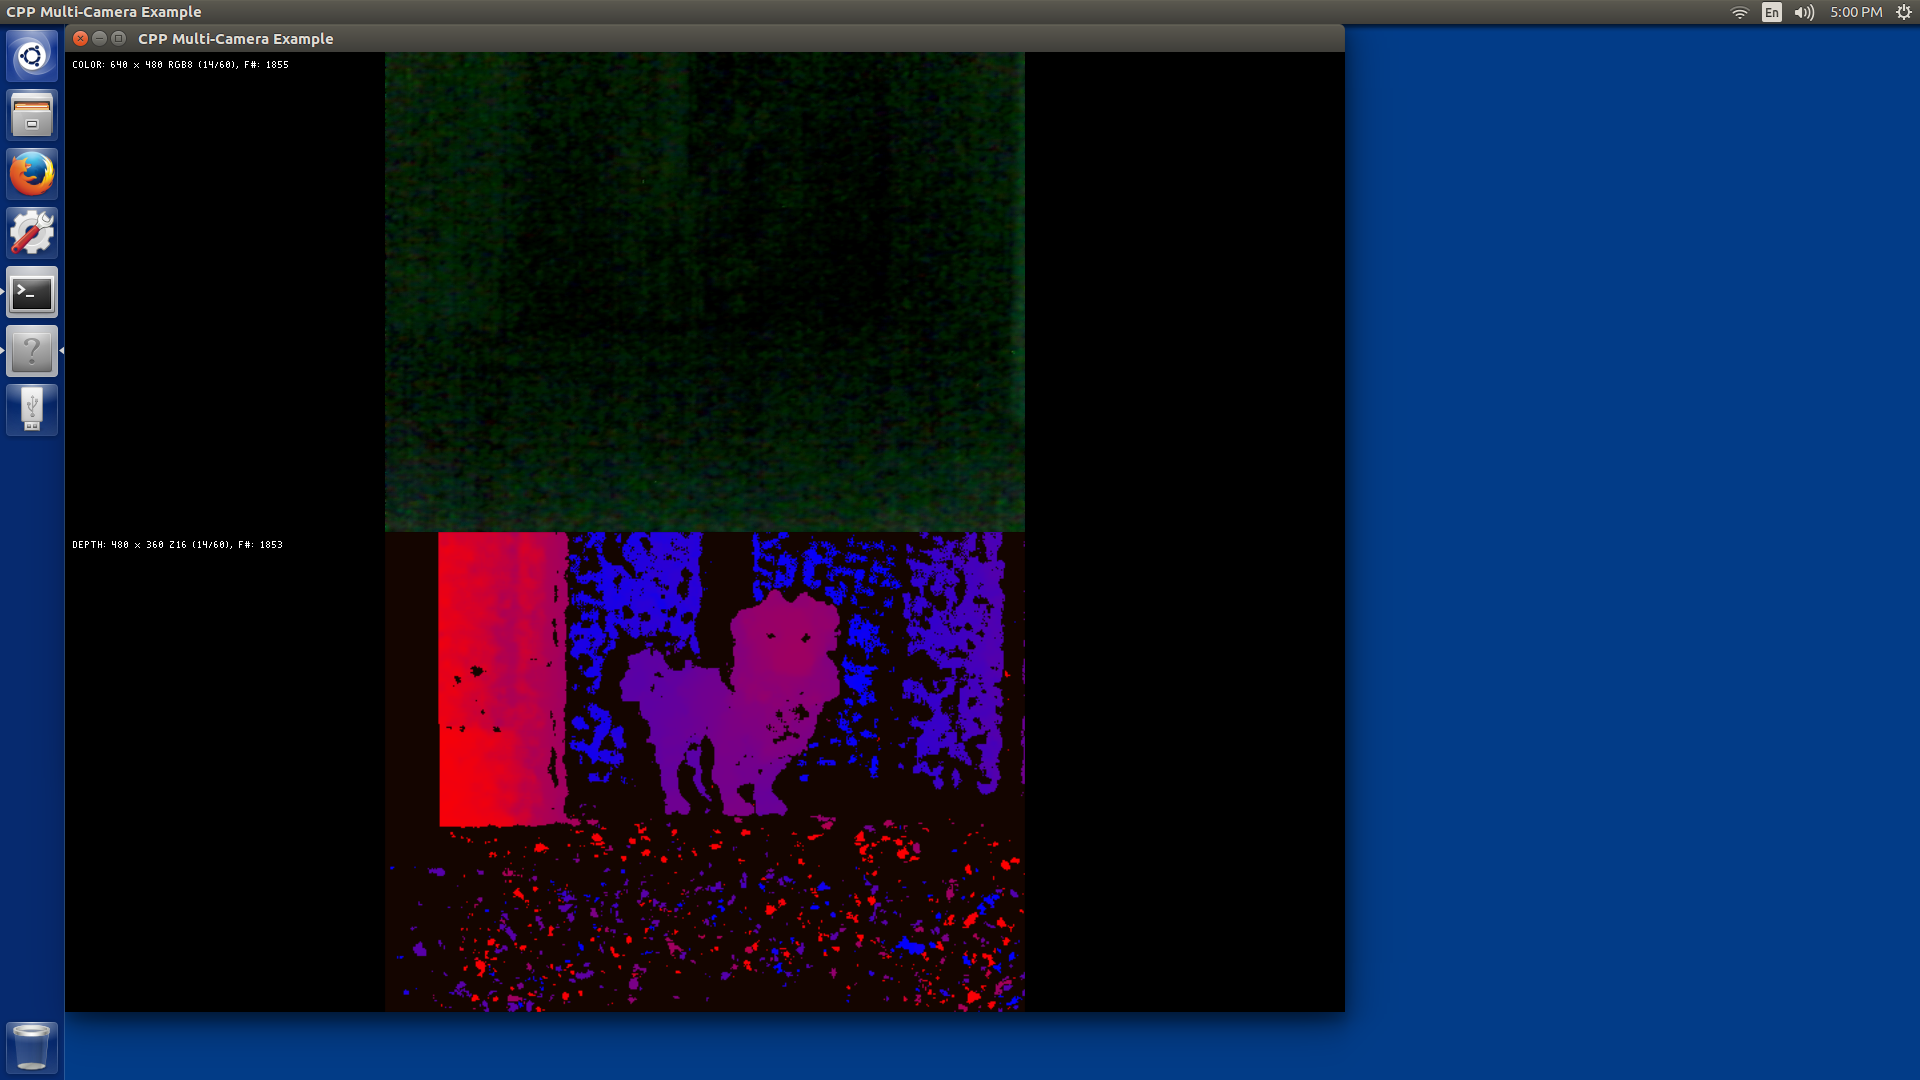 CPP Multi-Camera Example
En
5:00 PM
CPP Multi-Camera Example
COLOR: 640 x 480 RGB8 (14/60), F#: 1855
DEPTH: 480 x 360 Z16 (14/60), F#: 1853